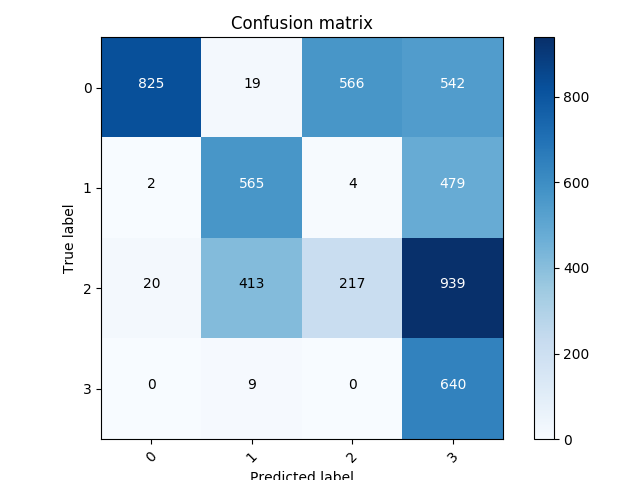 Confusion matrix
0 825 19 566 542
1 2 565 4 479
2 20 413 217 939
3 0 9 0 640
0 1 2 3
True label
Predicted label
800
600
400
200
0